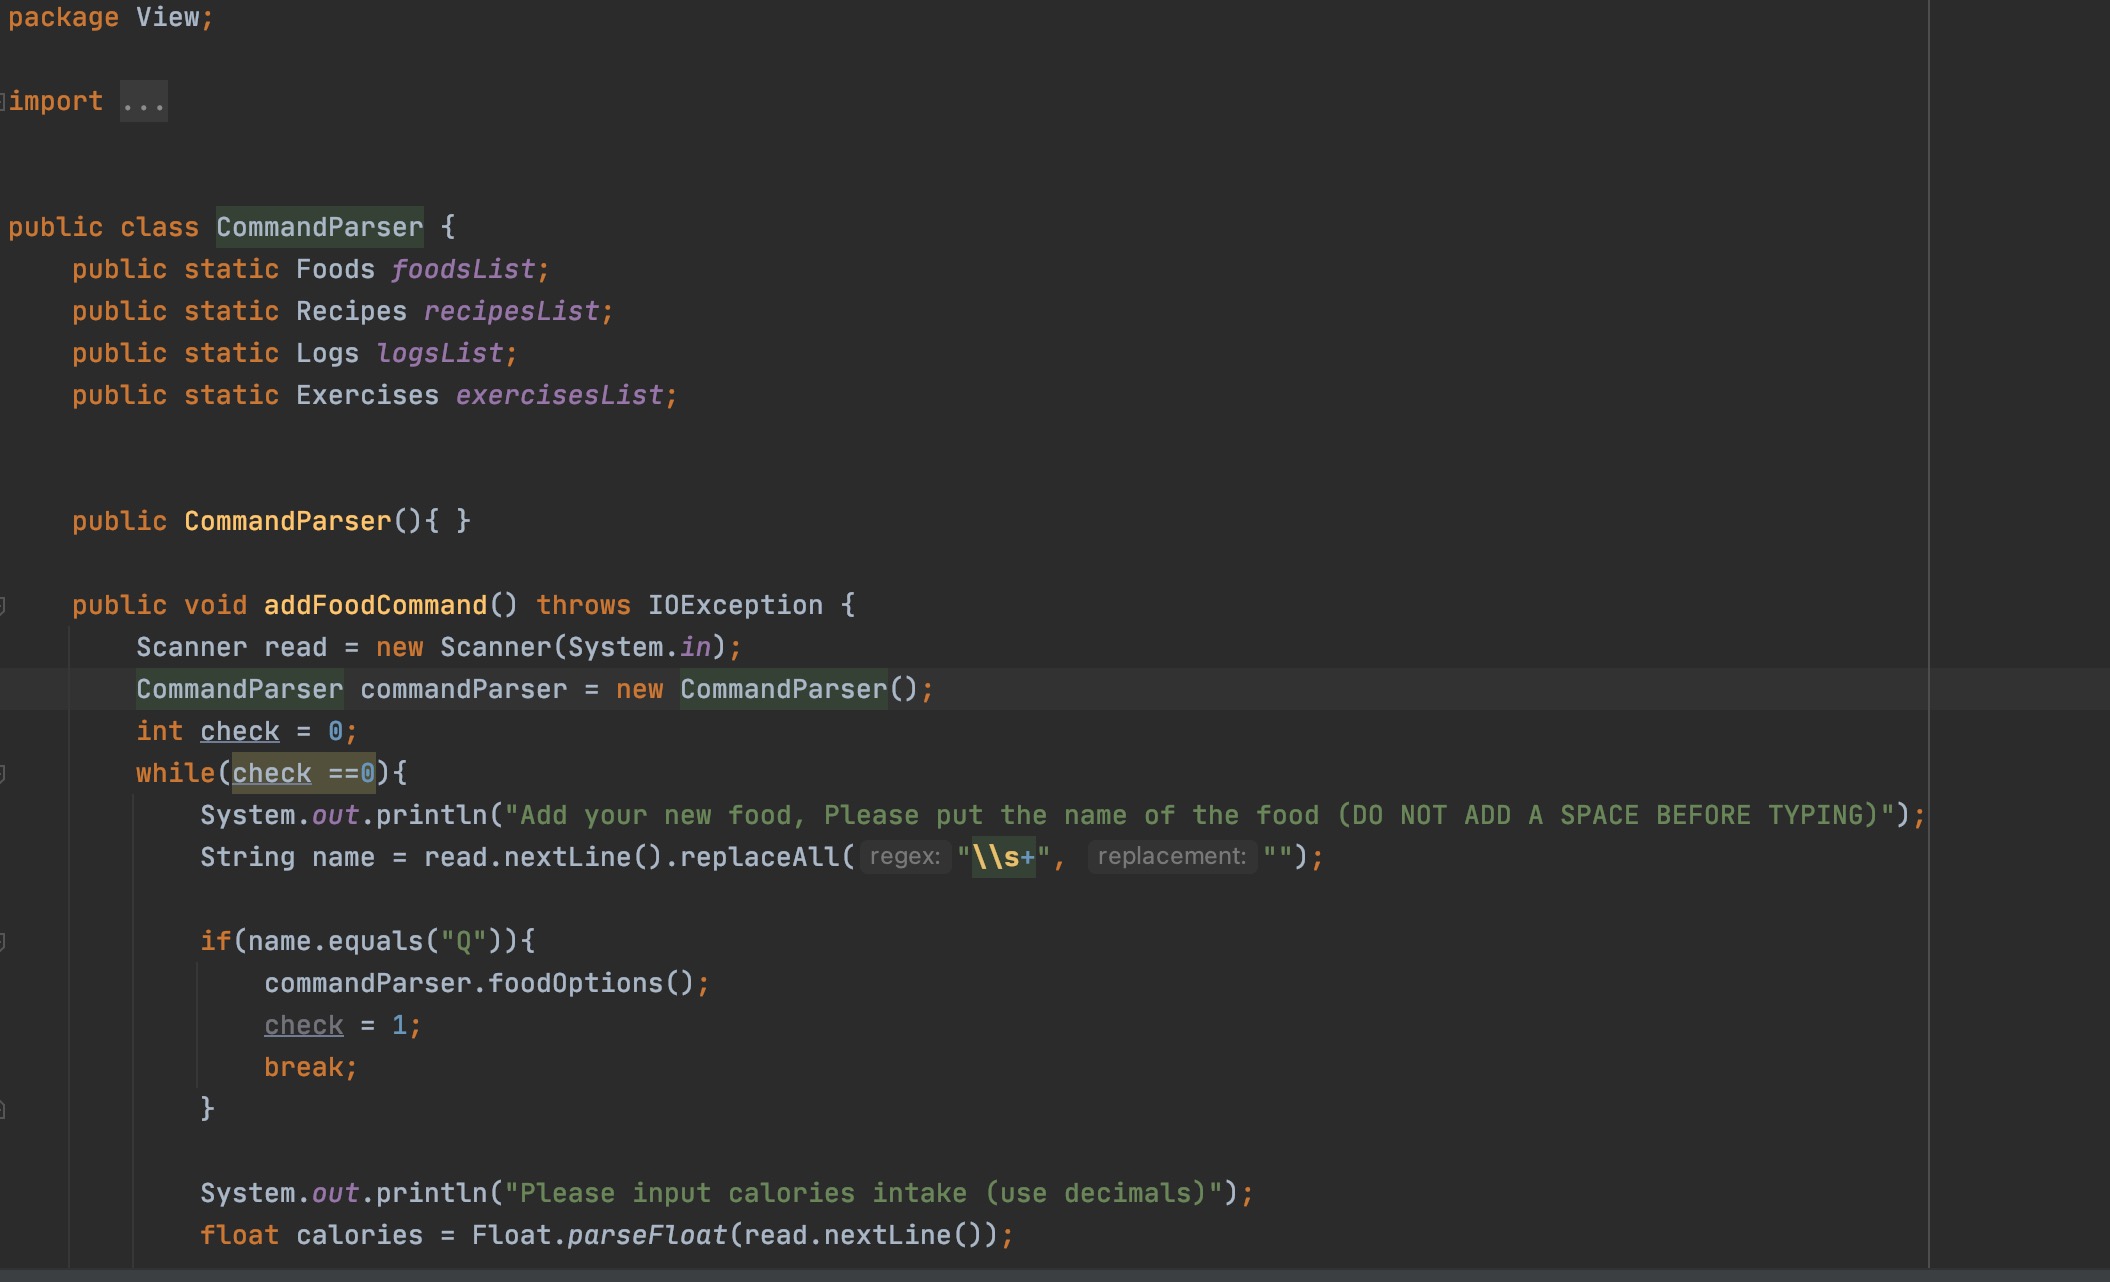 package View;
import ...
public class CommandParser {
public static Foods foodsList;
public static Recipes recipesList;
public static Logs logsList;
public static Exercises exercisesList;
public CommandParser(){ }
public void addFoodCommand() throws IOException {
Scanner read = new Scanner(System.in);
CommandParser commandParser = new CommandParser();
int check = 0;
while(check ==0){
System.out.println("Add your new food, Please put the name of the food (DO NOT ADD A SPACE BEFORE TYPING)");
String name = read.nextLine().replaceAll( regex: "\\s+", replacement: "");
if(name.equals("Q")){
commandParser.foodOptions();
check = 1;
break;
}
System.out.println("Please input calories intake (use decimals)");
float calories = Float.parseFloat(read.nextLine());